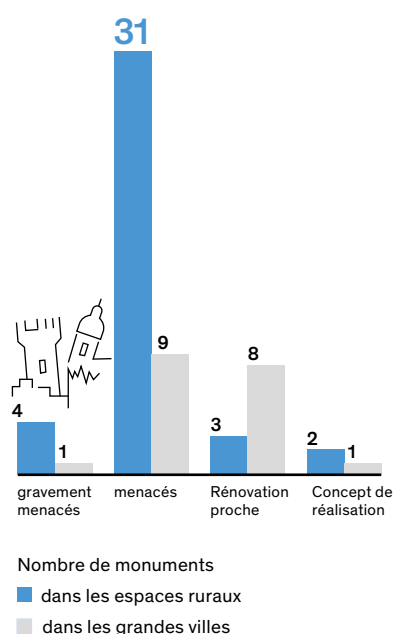 31
9
8
4
3
2
1
1
gravement
menacés
menacés
Rénovation
proche
Concept de
réalisation
Nombre de monuments
dans les espaces ruraux
dans les grandes villes